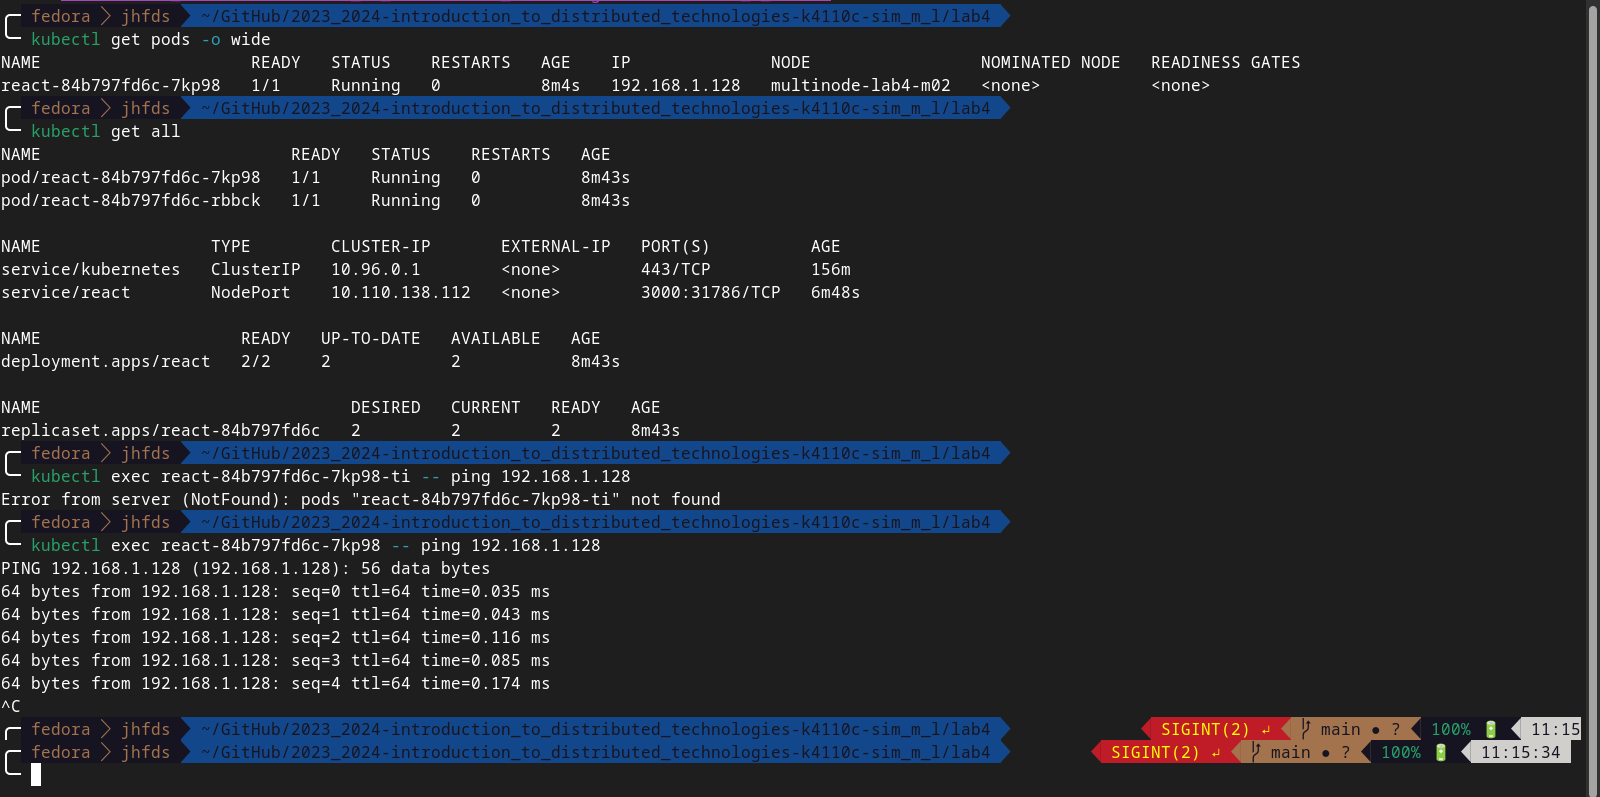 fedora jhfds ~/GitHub/2023_2024-introduction_to_distributed_technologies-k4110c-sim_m_l/lab4
kubectl get pods -o wide
NAME READY STATUS RESTARTS AGE IP NODE NOMINATED NODE READINESS GATES
react-84b797fd6c-7kp98 1/1 Running 0 8m4s 192.168.1.128 multinode-lab4-m02 <none> <none>
fedora jhfds ~/GitHub/2023_2024-introduction_to_distributed_technologies-k4110c-sim_m_l/lab4
kubectl get all
NAME READY STATUS RESTARTS AGE
pod/react-84b797fd6c-7kp98 1/1 Running 0 8m43s
pod/react-84b797fd6c-rbbck 1/1 Running 0 8m43s
NAME TYPE CLUSTER-IP EXTERNAL-IP PORT(S) AGE
service/kubernetes ClusterIP 10.96.0.1 <none> 443/TCP 156m
service/react NodePort 10.110.138.112 <none> 3000:31786/TCP 6m48s
NAME READY UP-TO-DATE AVAILABLE AGE
deployment.apps/react 2/2 2 2 8m43s
NAME DESIRED CURRENT READY AGE
replicaset.apps/react-84b797fd6c 2 2 2 8m43s
fedora jhfds ~/GitHub/2023_2024-introduction_to_distributed_technologies-k4110c-sim_m_l/lab4
kubectl exec react-84b797fd6c-7kp98-ti -- ping 192.168.1.128
Error from server (NotFound): pods "react-84b797fd6c-7kp98-ti" not found
fedora jhfds ~/GitHub/2023_2024-introduction_to_distributed_technologies-k4110c-sim_m_l/lab4
kubectl exec react-84b797fd6c-7kp98 -- ping 192.168.1.128
PING 192.168.1.128 (192.168.1.128): 56 data bytes
64 bytes from 192.168.1.128: seq=0 ttl=64 time=0.035 ms
64 bytes from 192.168.1.128: seq=1 ttl=64 time=0.043 ms
64 bytes from 192.168.1.128: seq=2 ttl=64 time=0.116 ms
64 bytes from 192.168.1.128: seq=3 ttl=64 time=0.085 ms
64 bytes from 192.168.1.128: seq=4 ttl=64 time=0.174 ms
^C
fedora jhfds ~/GitHub/2023_2024-introduction_to_distributed_technologies-k4110c-sim_m_l/lab4 SIGINT(2) ↲ main ● ? 100% 11:15
fedora jhfds ~/GitHub/2023_2024-introduction_to_distributed_technologies-k4110c-sim_m_l/lab4 SIGINT(2) ↲ main ● ? 100% 11:15:34